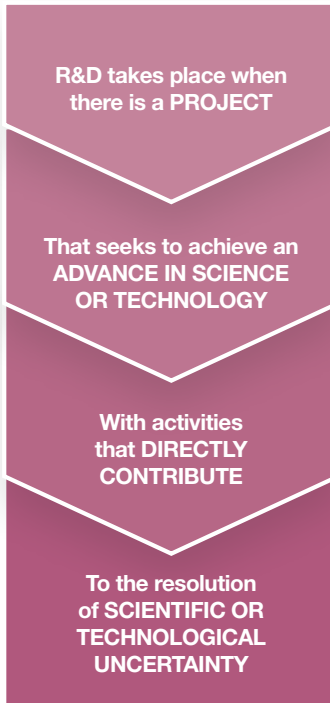 R&D takes place when
there is a PROJECT
That seeks to achieve an
ADVANCE IN SCIENCE
OR TECHNOLOGY
With activities
that DIRECTLY
CONTRIBUTE
To the resolution
of SCIENTIFIC OR
TECHNOLOGICAL
UNCERTAINTY